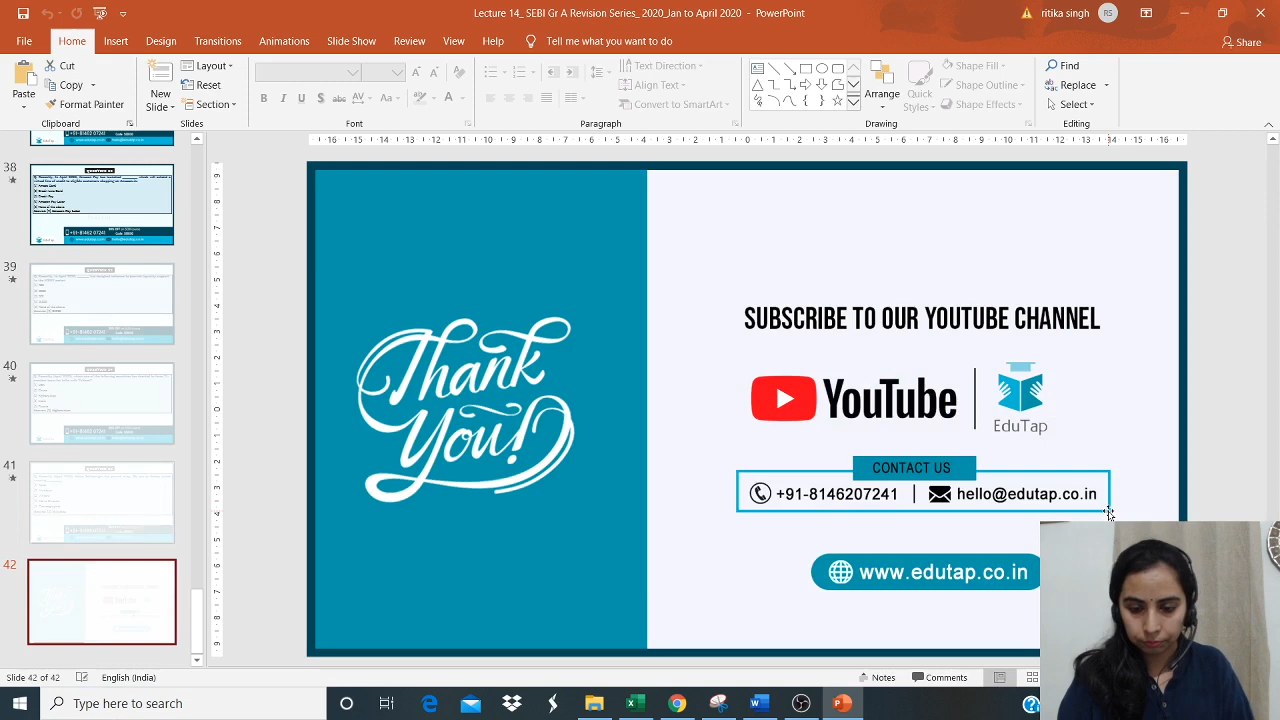 Lecture 14_ SEBI Gr A Revision Series_2020_Jan to April 2020 - PowerPoint
ritika singh
RS
File Home Insert Design Transitions Animations Slide Show Review View Help Tell me what you want to do
Share
Paste
Cut
Copy
Format Painter
Clipboard
New Slide
Layout
Reset
Section
Slides
Font
Text Direction
Align Text
Convert to SmartArt
Paragraph
Arrange
Quick Styles
Shape Fill
Shape Outline
Shape Effects
Drawing
Find
Replace
Select
Editing
38
39
40
41
42
Thank
You!
SUBSCRIBE TO OUR YOUTUBE CHANNEL
YouTube
EduTap
CONTACT US
+91-8146207241 | hello@edutap.co.in
www.edutap.co.in
Slide 42 of 42
English (India)
Notes
Comments
Type here to search